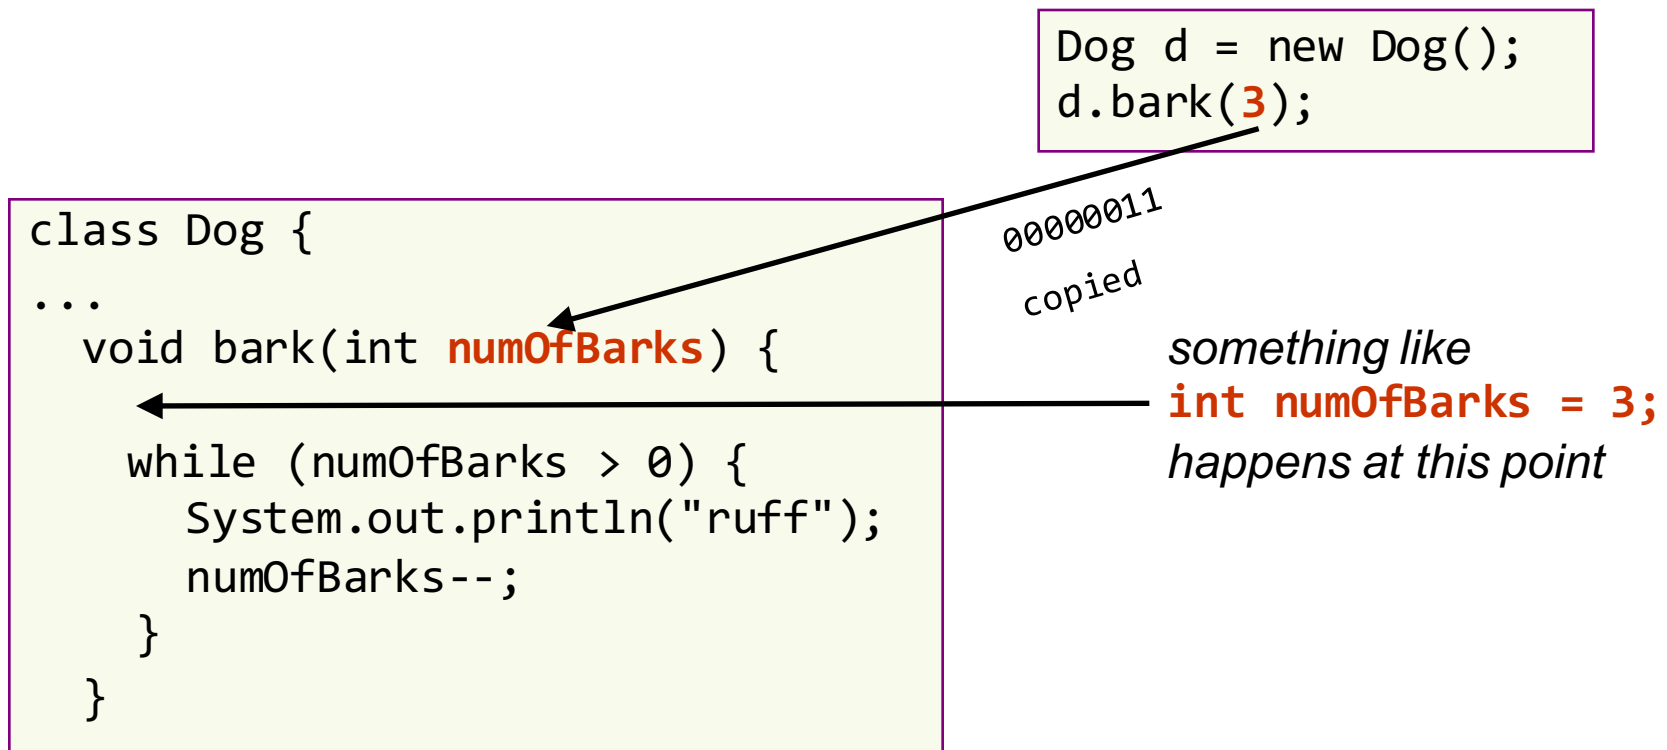 Dog d = new Dog();
d.bark(3);
00000011
copied
class Dog {
...
void bark(int numOfBarks) {
something like
int numOfBarks = 3;
happens at this point
while (numOfBarks > 0) {
System.out.println("ruff");
numOfBarks--;
}
}